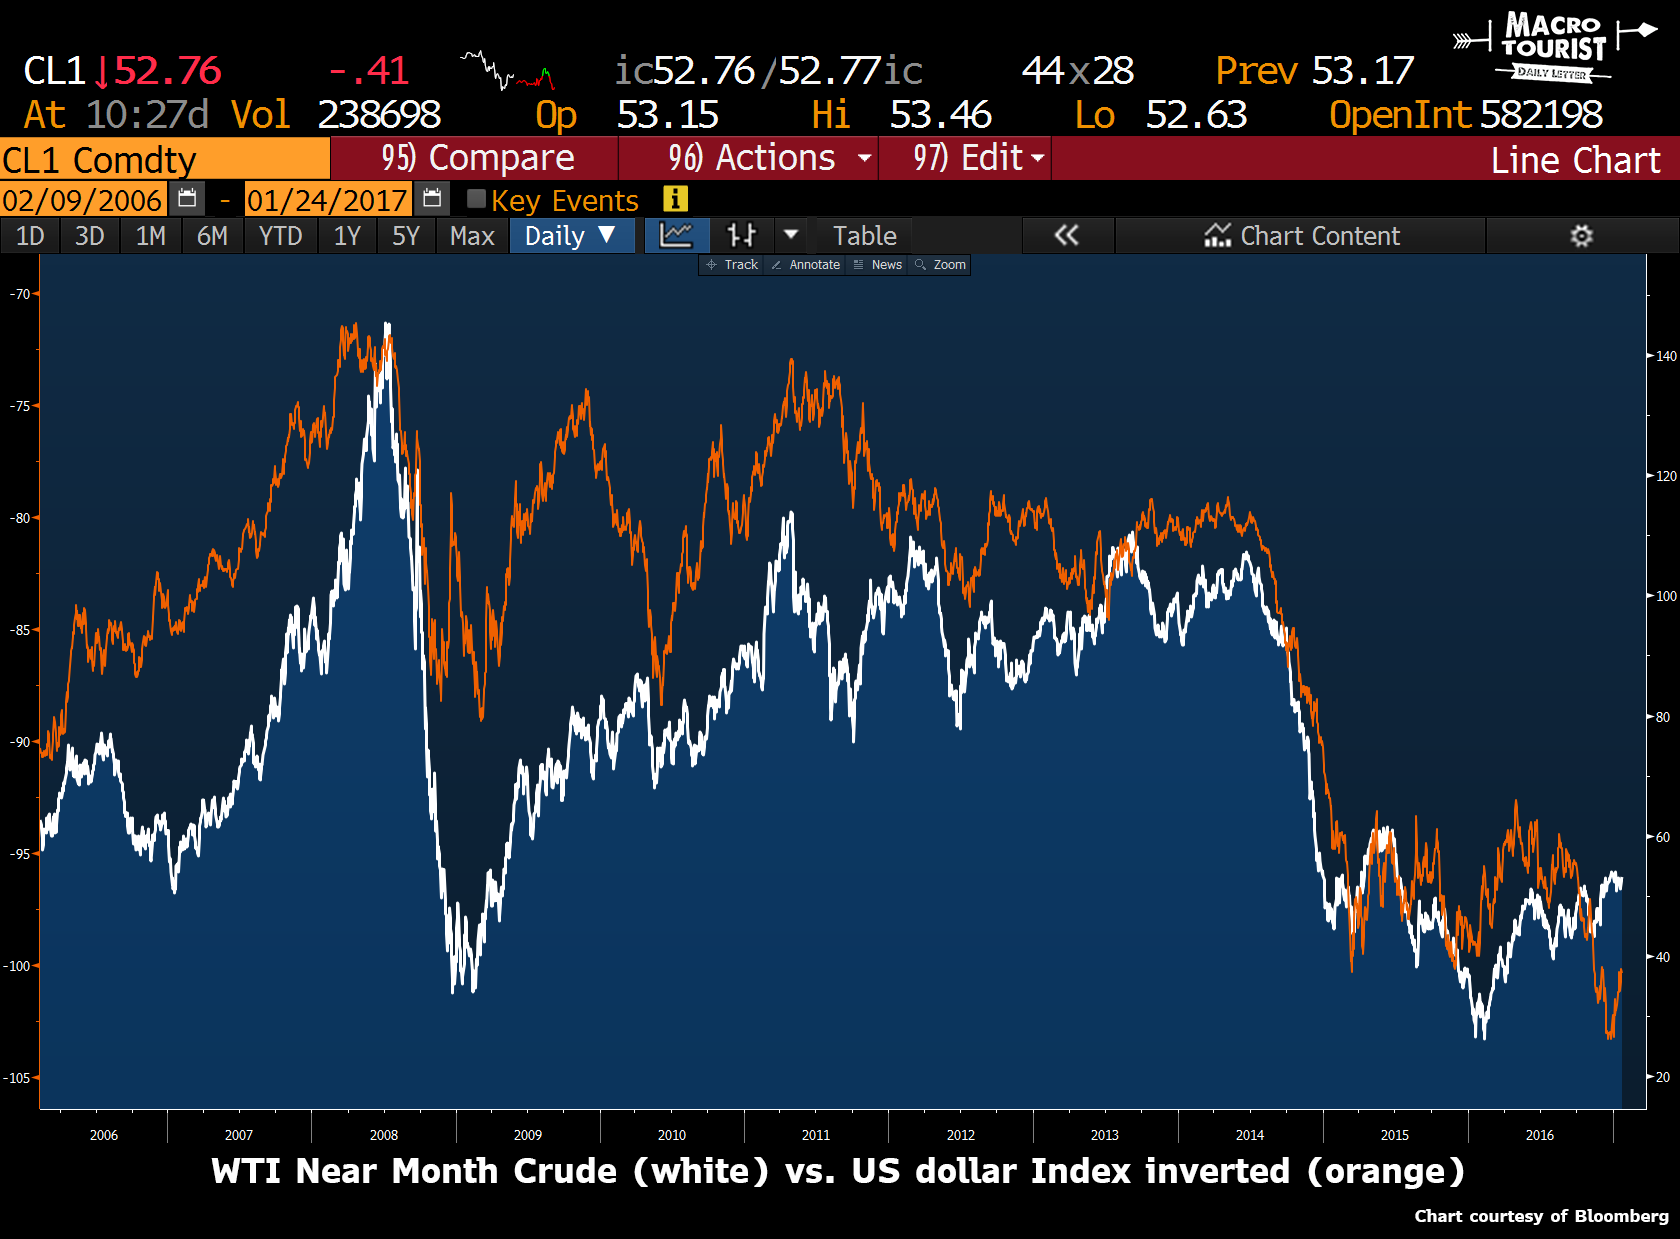 MACRO
TOURIST
DAILY LETTER
CL1 ↓52.76 -.41 ic52.76/52.77ic 44x28 Prev 53.17
At 10:27d Vol 238698 Op 53.15 Hi 53.46 Lo 52.63 OpenInt 582198
CL1 Comdty 95) Compare 96) Actions 97) Edit Line Chart
02/09/2006 - 01/24/2017 Key Events i
1D 3D 1M 6M YTD 1Y 5Y Max Daily ▼ Table « Chart Content
Track Annotate News Zoom
-70
140
-75
120
-80
100
-85
80
-90
60
-95
40
-100
20
-105
2006 2007 2008 2009 2010 2011 2012 2013 2014 2015 2016
WTI Near Month Crude (white) vs. US dollar Index inverted (orange)
Chart courtesy of Bloomberg